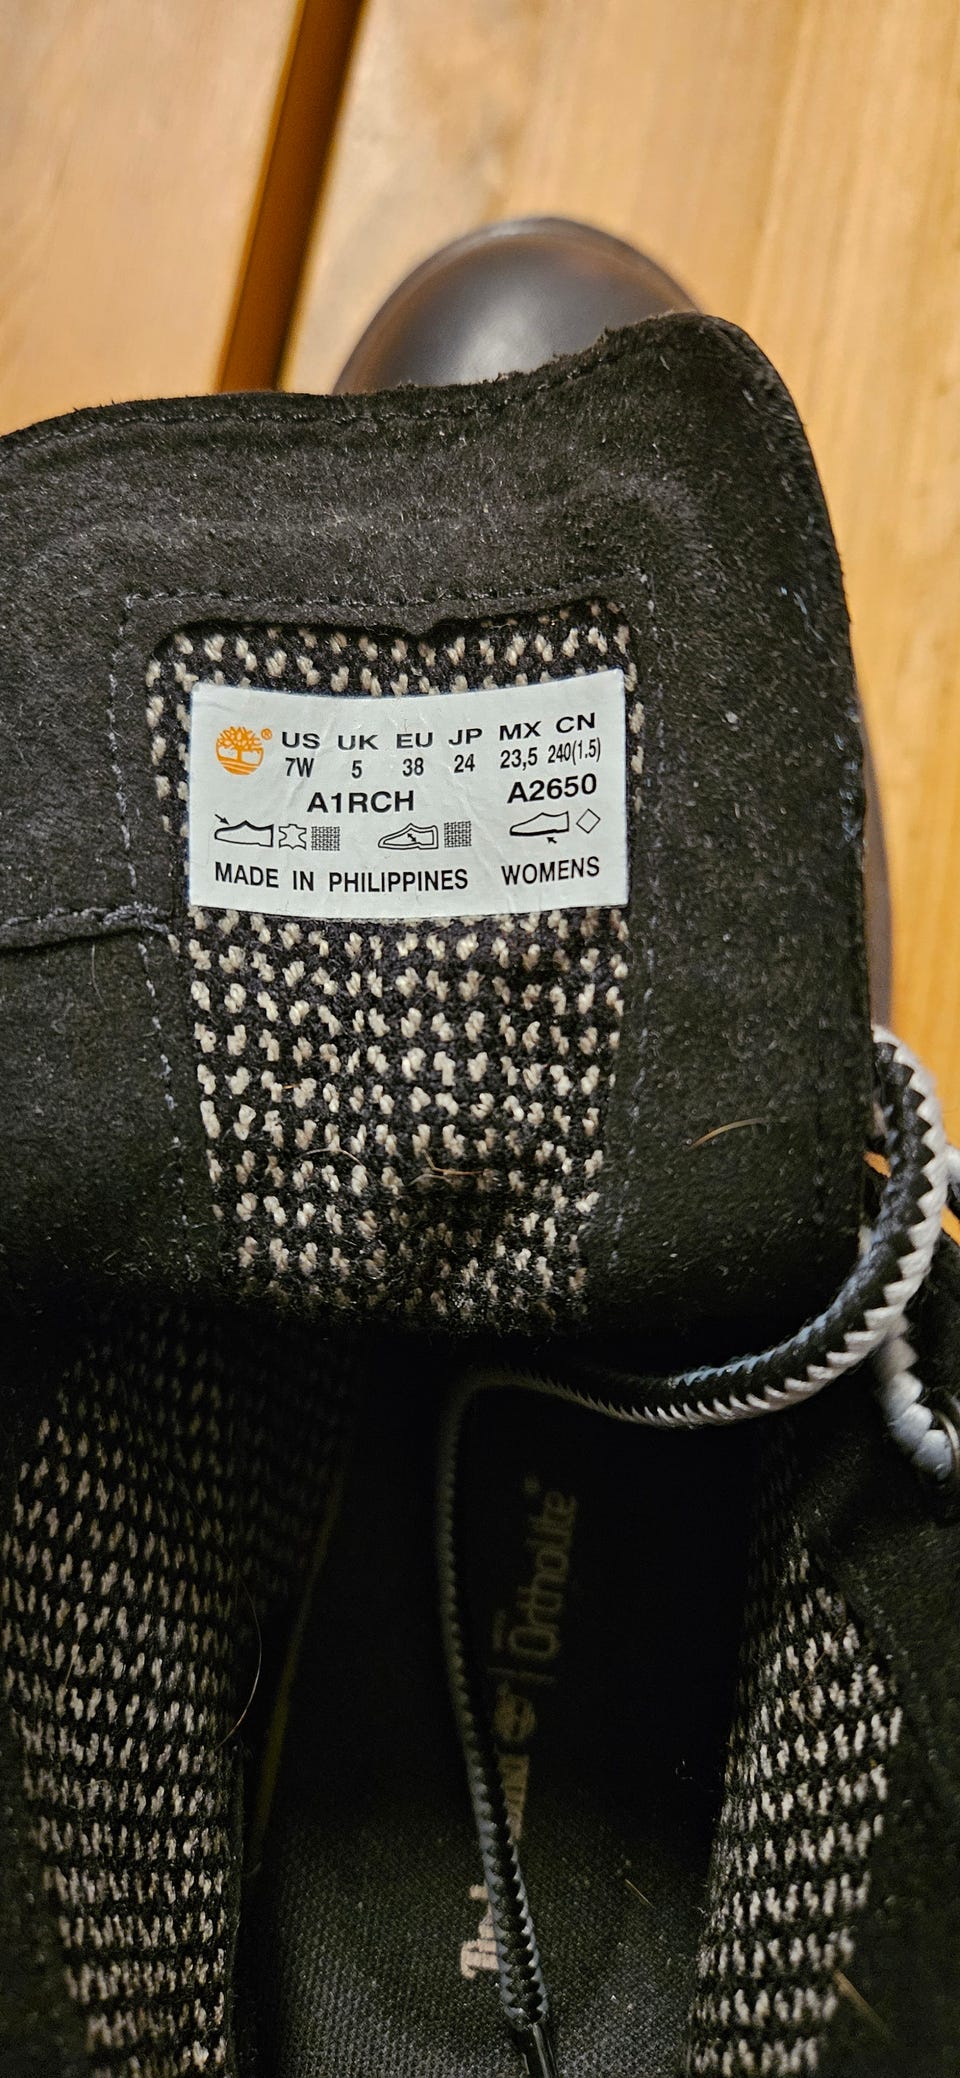 ® US UK EU JP MX CN
7W 5 38 24 23,5 240(1.5)
A1RCH A2650
MADE IN PHILIPPINES WOMENS
OrthoLite®